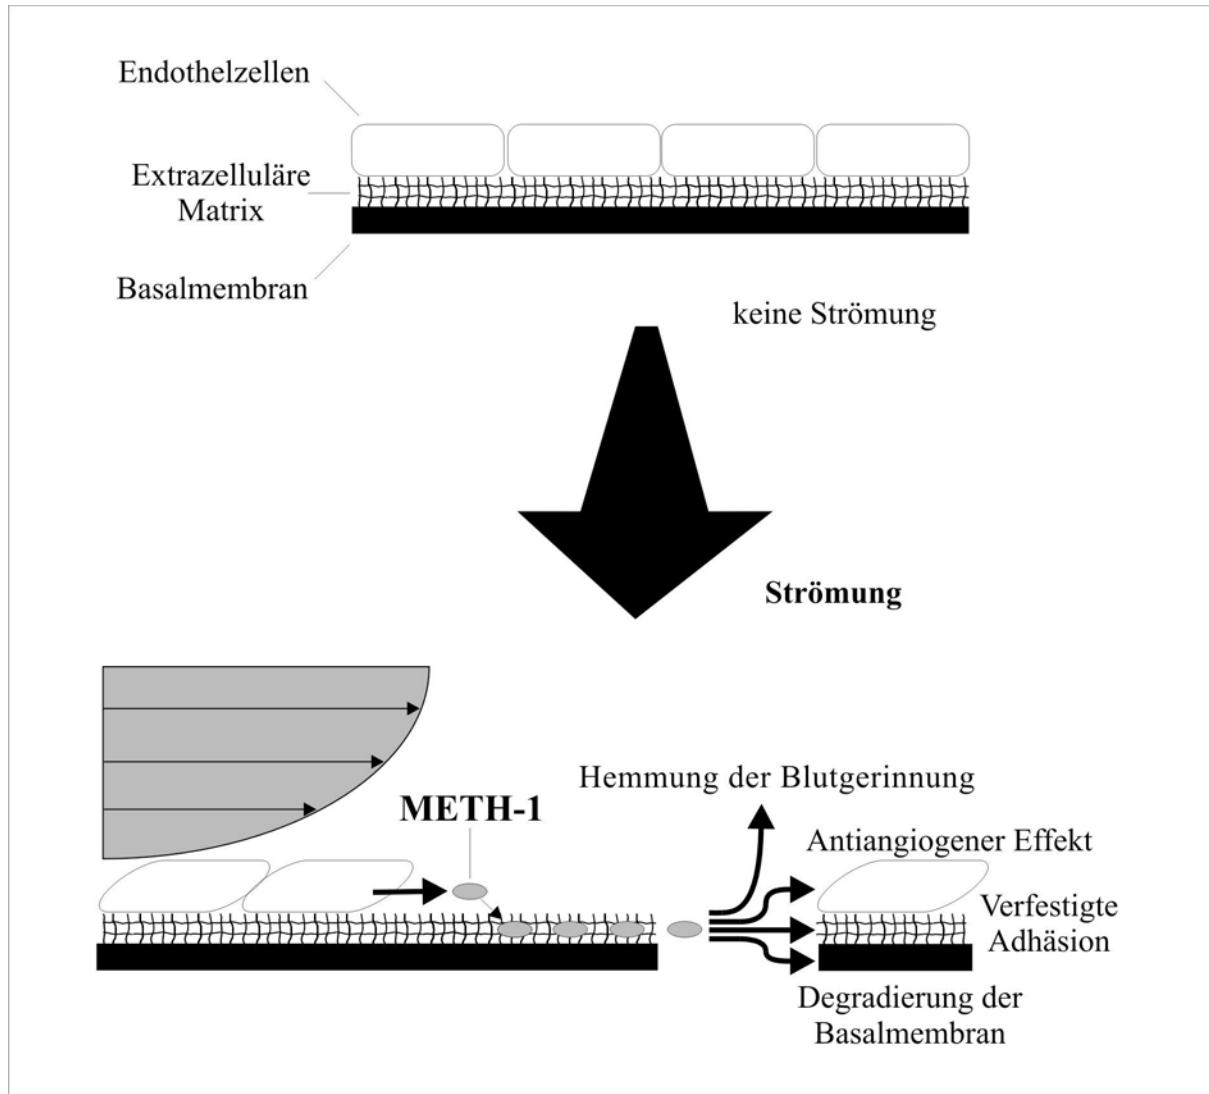 Endothelzellen
Extrazelluläre
Matrix
Basalmembran
keine Strömung
Strömung
Hemmung der Blutgerinnung
METH-1
Antiangiogener Effekt
Verfestigte
Adhäsion
Degradierung der
Basalmembran